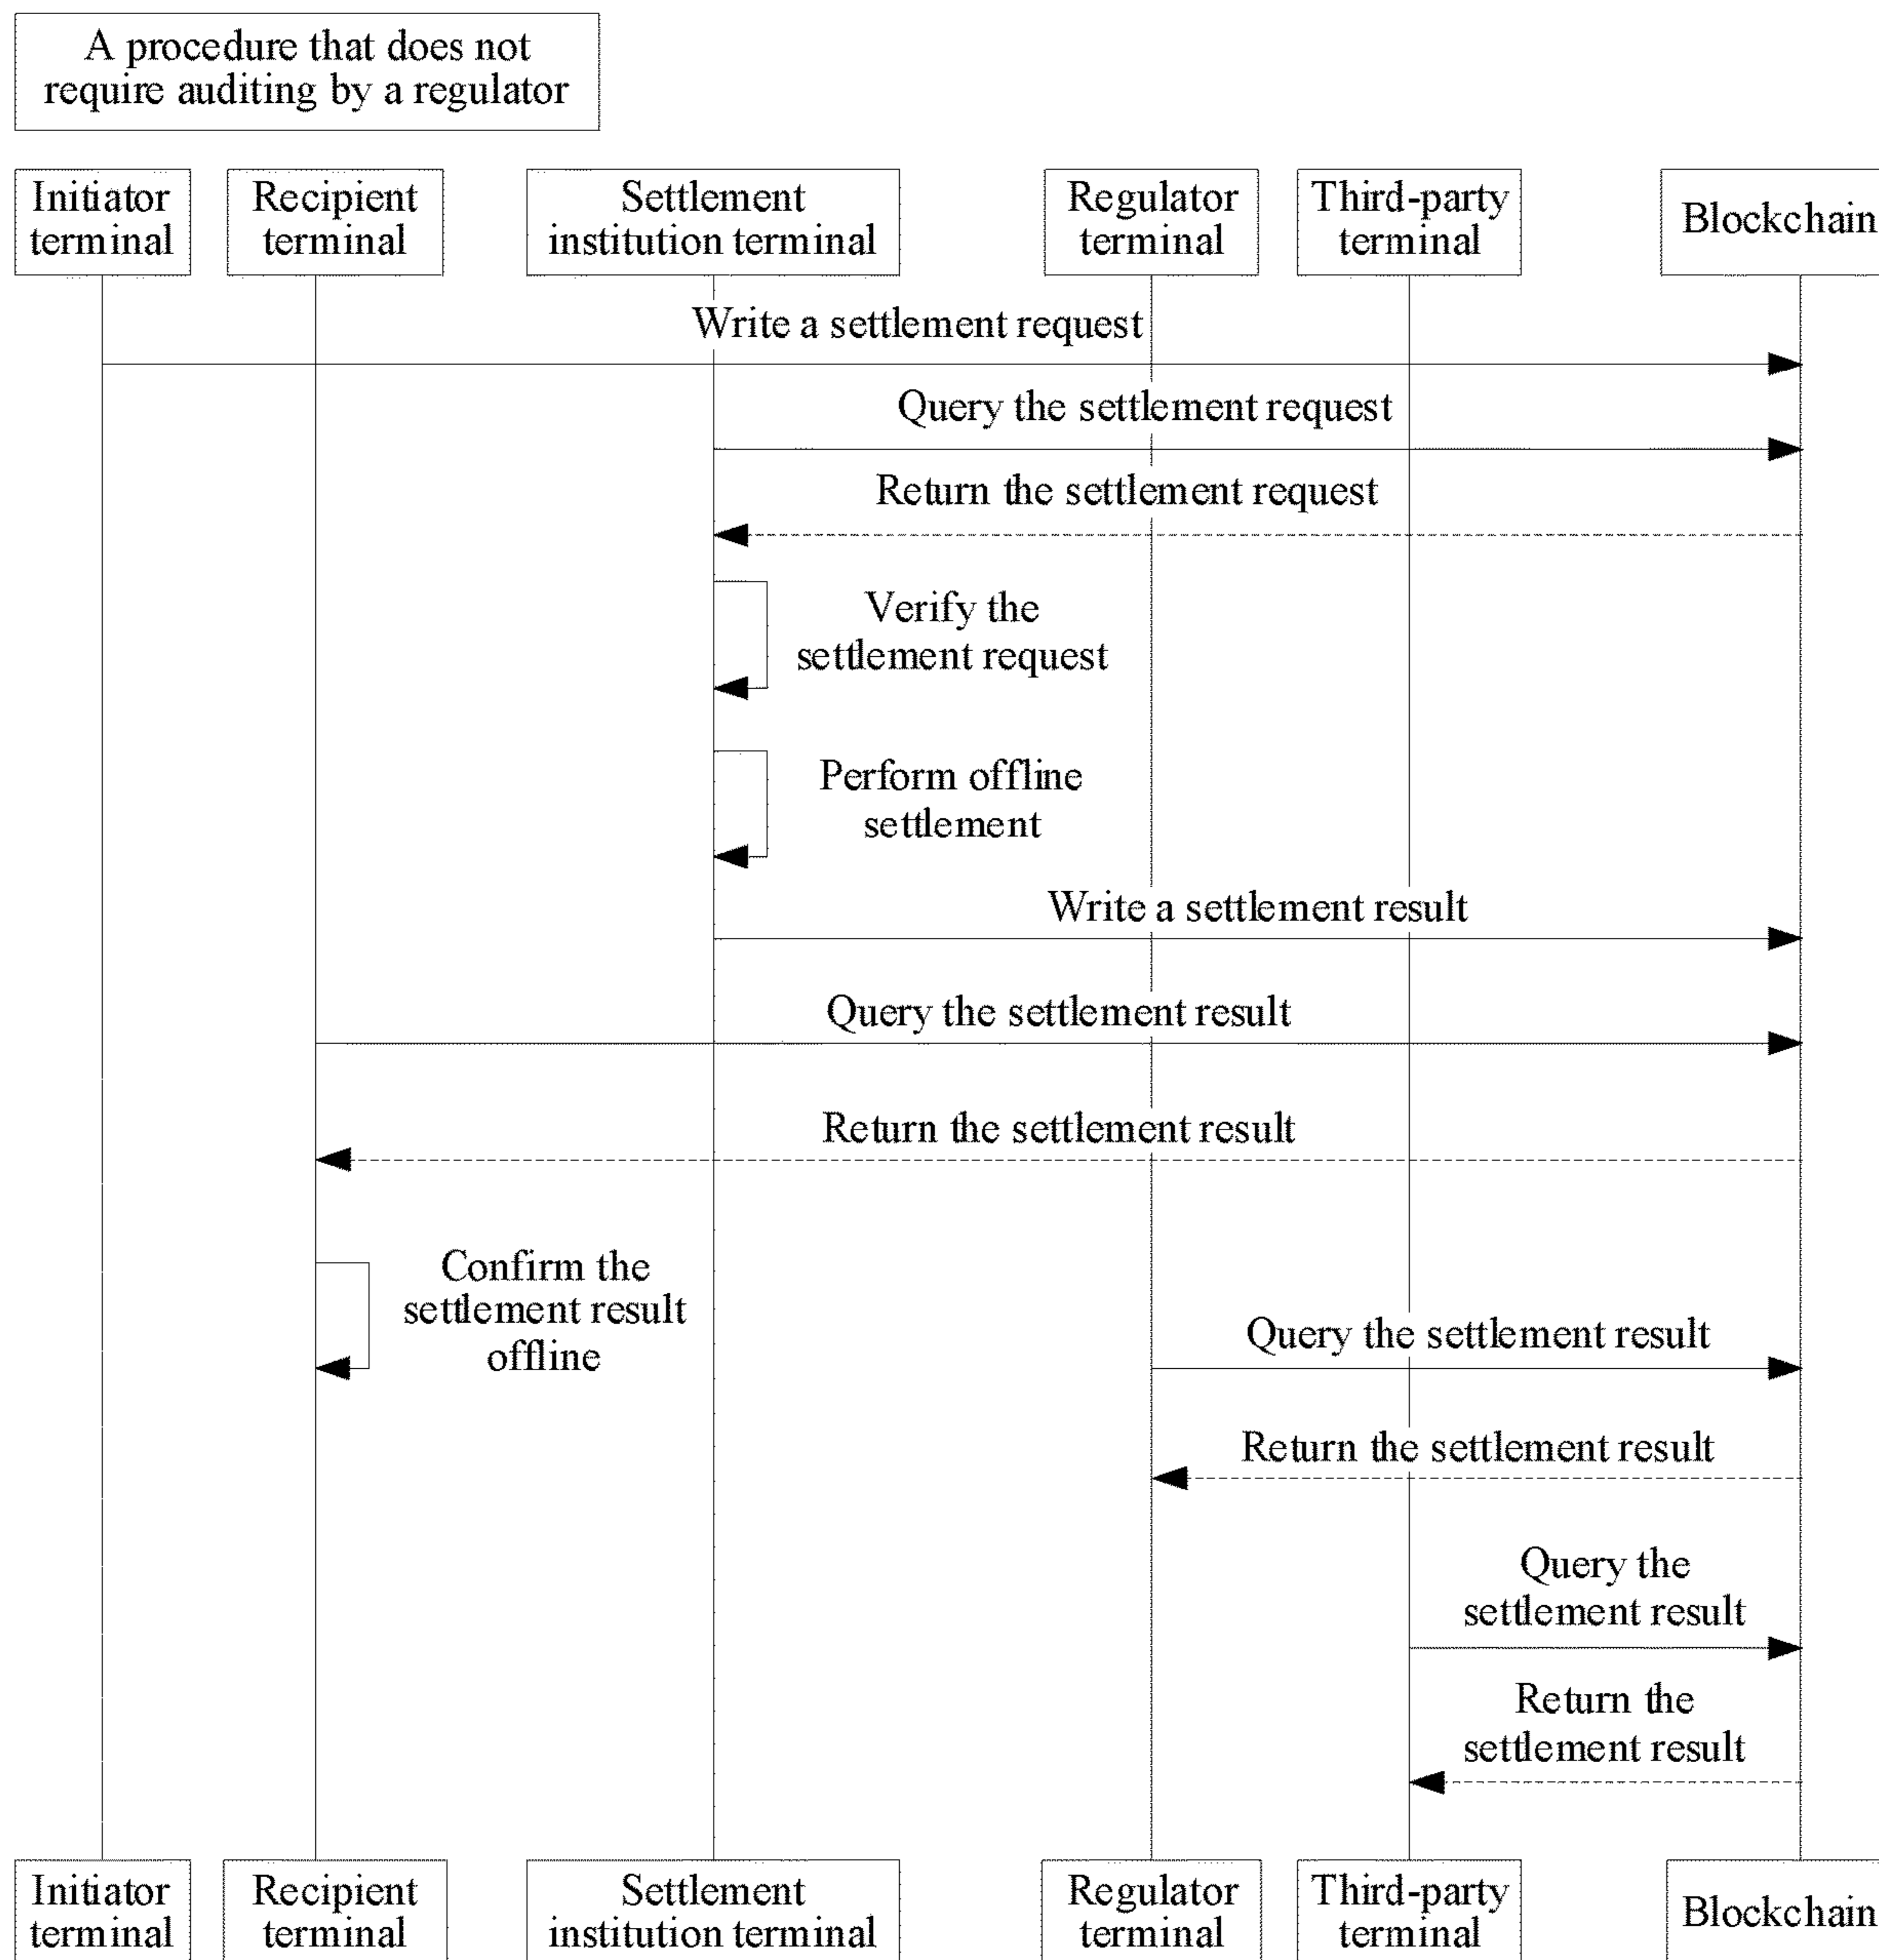 A procedure that does not
require auditing by a regulator
Initiator
terminal
Recipient
terminal
Settlement
institution terminal
Regulator
terminal
Third-party
terminal
Blockchain
Write a settlement request
Query the settlement request
Return the settlement request
Verify the
settlement request
Perform offline
settlement
Write a settlement result
Query the settlement result
Return the settlement result
Confirm the
settlement result
offline
Query the settlement result
Return the settlement result
Query the
settlement result
Return the
settlement result
Initiator
terminal
Recipient
terminal
Settlement
institution terminal
Regulator
terminal
Third-party
terminal
Blockchain